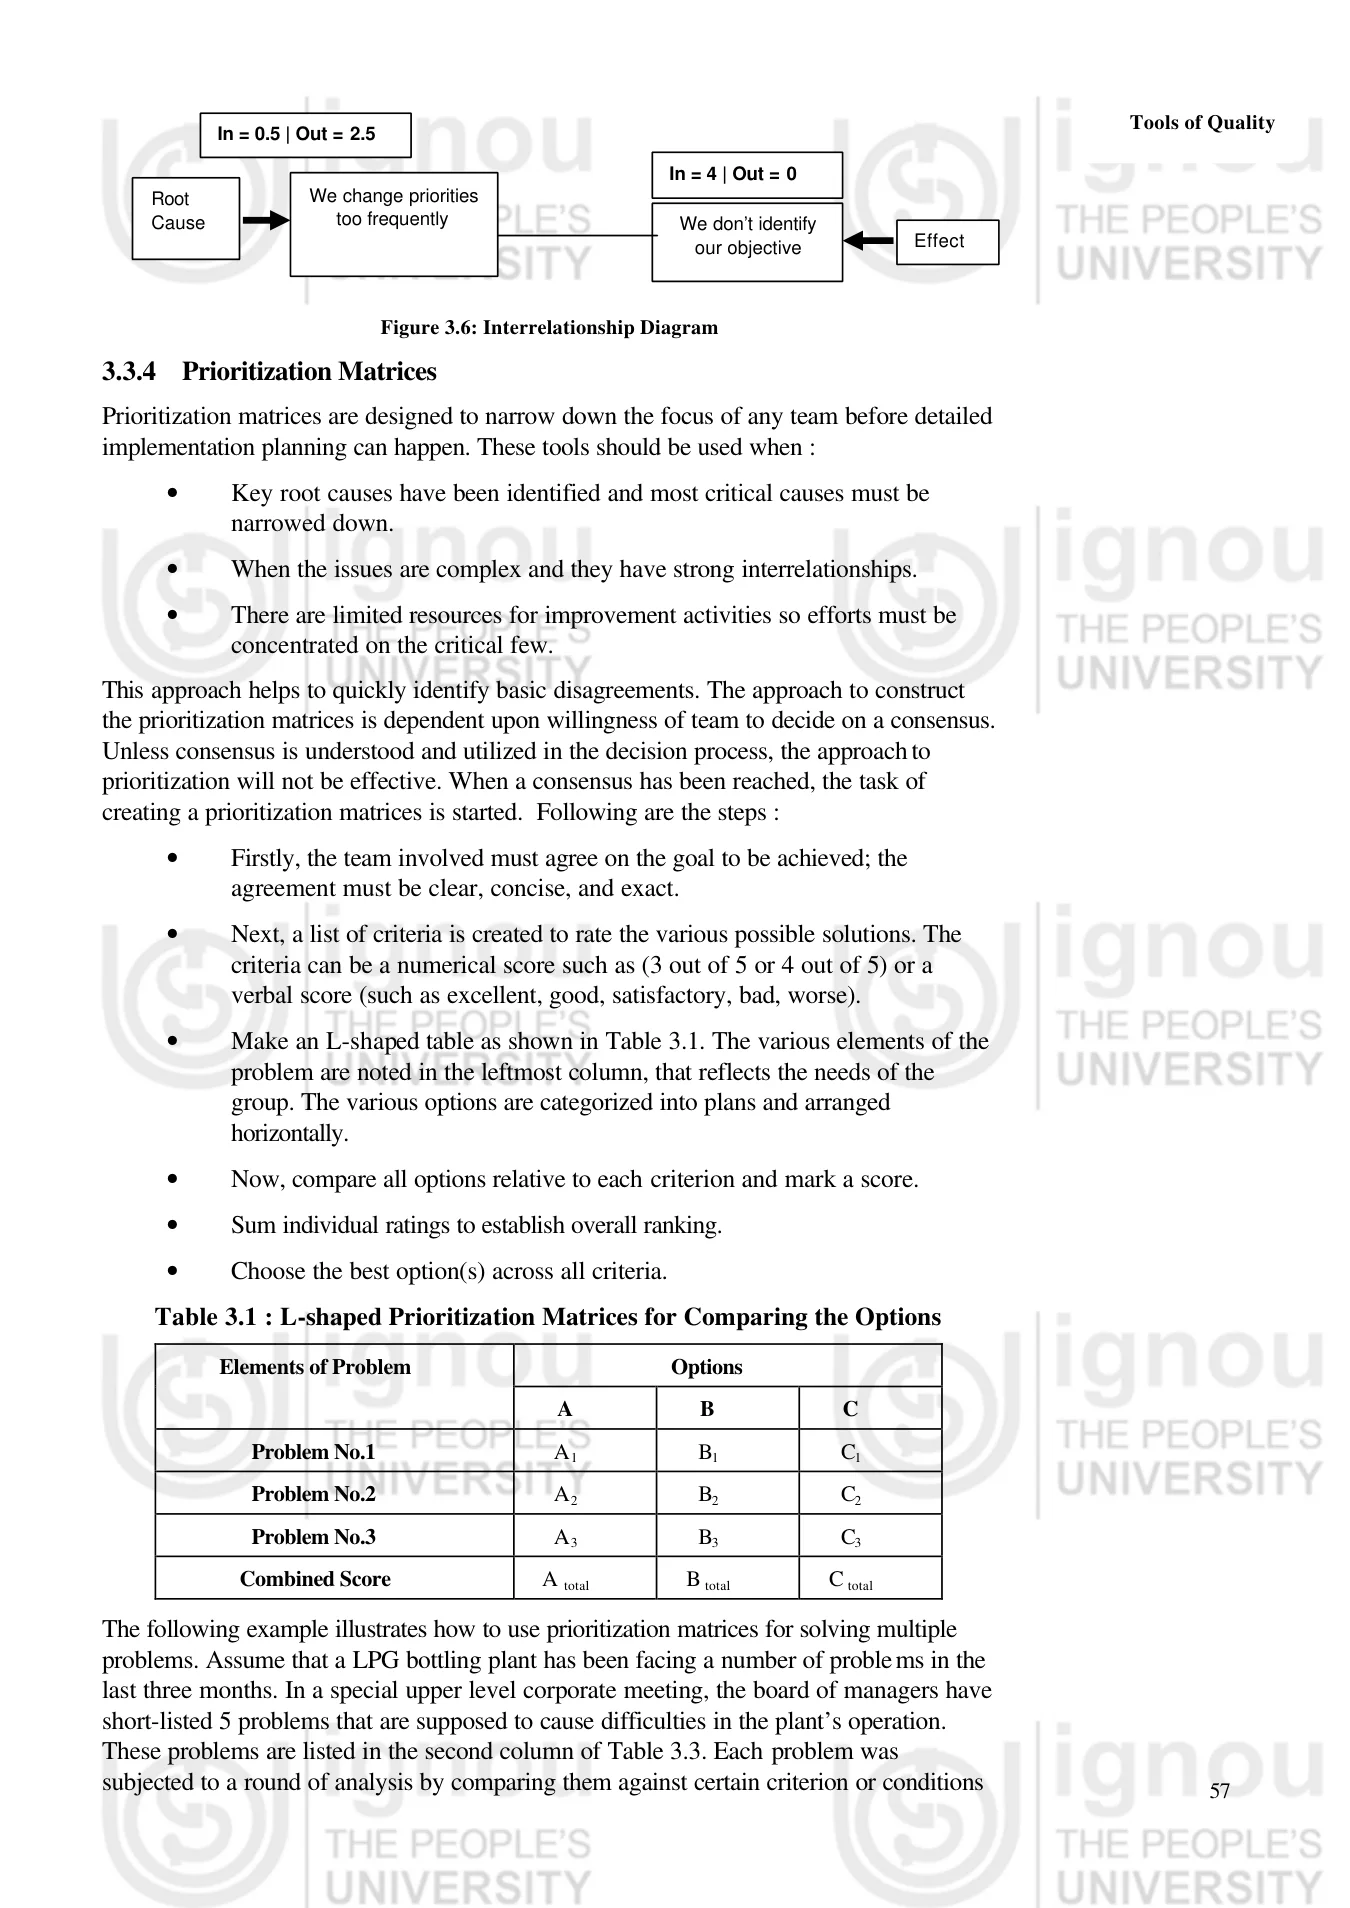 Tools of Quality
In = 0.5 | Out = 2.5
In = 4 | Out = 0
Root
Cause
We change priorities
too frequently
We don't identify
our objective
Effect
Figure 3.6: Interrelationship Diagram
3.3.4 Prioritization Matrices
Prioritization matrices are designed to narrow down the focus of any team before detailed
implementation planning can happen. These tools should be used when :
• Key root causes have been identified and most critical causes must be
narrowed down.
• When the issues are complex and they have strong interrelationships.
• There are limited resources for improvement activities so efforts must be
concentrated on the critical few.
This approach helps to quickly identify basic disagreements. The approach to construct
the prioritization matrices is dependent upon willingness of team to decide on a consensus.
Unless consensus is understood and utilized in the decision process, the approach to
prioritization will not be effective. When a consensus has been reached, the task of
creating a prioritization matrices is started.  Following are the steps :
• Firstly, the team involved must agree on the goal to be achieved; the
agreement must be clear, concise, and exact.
• Next, a list of criteria is created to rate the various possible solutions. The
criteria can be a numerical score such as (3 out of 5 or 4 out of 5) or a
verbal score (such as excellent, good, satisfactory, bad, worse).
• Make an L-shaped table as shown in Table 3.1. The various elements of the
problem are noted in the leftmost column, that reflects the needs of the
group. The various options are categorized into plans and arranged
horizontally.
• Now, compare all options relative to each criterion and mark a score.
• Sum individual ratings to establish overall ranking.
• Choose the best option(s) across all criteria.
Table 3.1 : L-shaped Prioritization Matrices for Comparing the Options
Elements of Problem Options
A B C
Problem No.1 A1 B1 C1
Problem No.2 A2 B2 C2
Problem No.3 A3 B3 C3
Combined Score A total B total C total
The following example illustrates how to use prioritization matrices for solving multiple
problems. Assume that a LPG bottling plant has been facing a number of proble ms in the
last three months. In a special upper level corporate meeting, the board of managers have
short-listed 5 problems that are supposed to cause difficulties in the plant's operation.
These problems are listed in the second column of Table 3.3. Each problem was
subjected to a round of analysis by comparing them against certain criterion or conditions
57
ignou
THE PEOPLE'S
UNIVERSITY